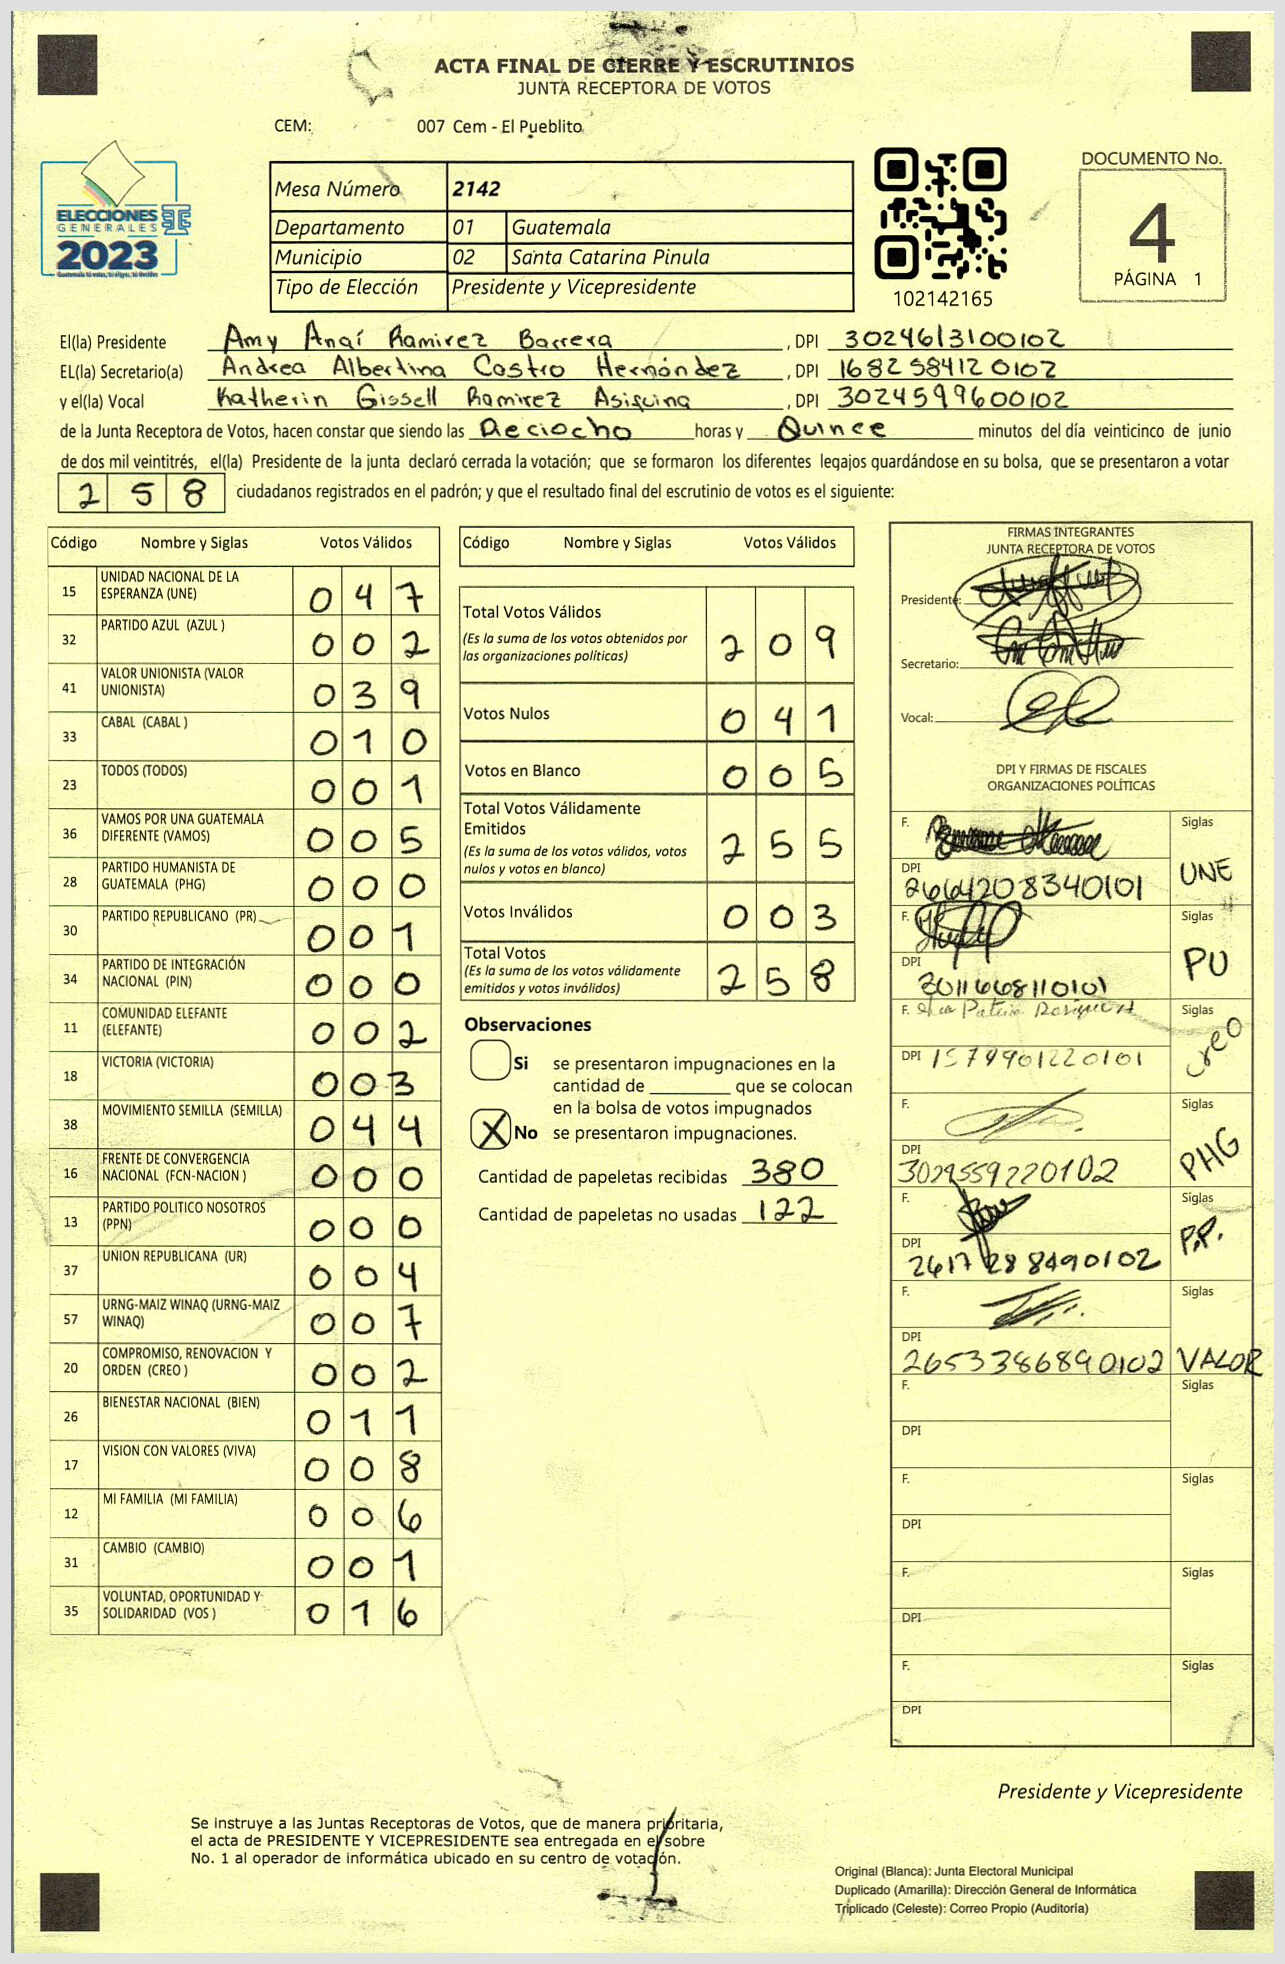 ACTA FINAL DE CIERRE Y ESCRUTINIOS
JUNTA RECEPTORA DE VOTOS
CEM: 007 Cem - El Pueblito
ELECCIONES
GENERALES
2023
Mesa Número 2142
Departamento 01 Guatemala
Municipio 02 Santa Catarina Pinula
Tipo de Elección Presidente y Vicepresidente
102142165
DOCUMENTO No.
4
PÁGINA 1
El(la) Presidente Amy Anaí Ramirez Barrera, DPI 3024613100102
EL(la) Secretario(a) Andrea Albertina Castro Hernández, DPI 1682584120102
y el(la) Vocal Katherin Gissell Ramirez Asiquina, DPI 3024599600102
de la Junta Receptora de Votos, hacen constar que siendo las Deciocho horas y Quince minutos del día veinticinco de junio
de dos mil veintitrés, el(la) Presidente de la junta declaró cerrada la votación; que se formaron los diferentes legajos guardándose en su bolsa, que se presentaron a votar
258 ciudadanos registrados en el padrón; y que el resultado final del escrutinio de votos es el siguiente:
Código Nombre y Siglas Votos Válidos
15 UNIDAD NACIONAL DE LA ESPERANZA (UNE) 047
32 PARTIDO AZUL (AZUL ) 002
41 VALOR UNIONISTA (VALOR UNIONISTA) 039
33 CABAL (CABAL ) 010
23 TODOS (TODOS) 001
36 VAMOS POR UNA GUATEMALA DIFERENTE (VAMOS) 005
28 PARTIDO HUMANISTA DE GUATEMALA (PHG) 000
30 PARTIDO REPUBLICANO (PR) 001
34 PARTIDO DE INTEGRACIÓN NACIONAL (PIN) 000
11 COMUNIDAD ELEFANTE (ELEFANTE) 002
18 VICTORIA (VICTORIA) 003
38 MOVIMIENTO SEMILLA (SEMILLA) 044
16 FRENTE DE CONVERGENCIA NACIONAL (FCN-NACION ) 000
13 PARTIDO POLITICO NOSOTROS (PPN) 000
37 UNION REPUBLICANA (UR) 004
57 URNG-MAIZ WINAQ (URNG-MAIZ WINAQ) 007
20 COMPROMISO, RENOVACION Y ORDEN (CREO ) 002
26 BIENESTAR NACIONAL (BIEN) 011
17 VISION CON VALORES (VIVA) 008
12 MI FAMILIA (MI FAMILIA) 006
31 CAMBIO (CAMBIO) 001
35 VOLUNTAD, OPORTUNIDAD Y SOLIDARIDAD (VOS ) 016
Código Nombre y Siglas Votos Válidos
Total Votos Válidos 209
(Es la suma de los votos obtenidos por
las organizaciones políticas)
Votos Nulos 041
Votos en Blanco 005
Total Votos Válidamente
Emitidos 255
(Es la suma de los votos válidos, votos
nulos y votos en blanco)
Votos Inválidos 003
Total Votos 258
(Es la suma de los votos válidamente
emitidos y votos inválidos)
Observaciones
Si se presentaron impugnaciones en la
cantidad de ________ que se colocan
en la bolsa de votos impugnados
X No se presentaron impugnaciones.
Cantidad de papeletas recibidas 380
Cantidad de papeletas no usadas 122
FIRMAS INTEGRANTES
JUNTA RECEPTORA DE VOTOS
Presidente:
Secretario:
Vocal:
DPI Y FIRMAS DE FISCALES
ORGANIZACIONES POLÍTICAS
F. Siglas
DPI 2664208340101 UNE
F. Siglas
DPI 3011668110101 PU
F. Siglas
DPI 1579901220101 Creo
F. Siglas
DPI 3029559220102 PHG
F. Siglas
DPI 2617288490102 P.P.
F. Siglas
DPI 2653386890102 VALOR
F. Siglas
DPI
F. Siglas
DPI
F. Siglas
DPI
F. Siglas
DPI
Presidente y Vicepresidente
Se instruye a las Juntas Receptoras de Votos, que de manera prioritaria,
el acta de PRESIDENTE Y VICEPRESIDENTE sea entregada en el sobre
No. 1 al operador de informática ubicado en su centro de votación.
Original (Blanca): Junta Electoral Municipal
Duplicado (Amarilla): Dirección General de Informática
Triplicado (Celeste): Correo Propio (Auditoría)